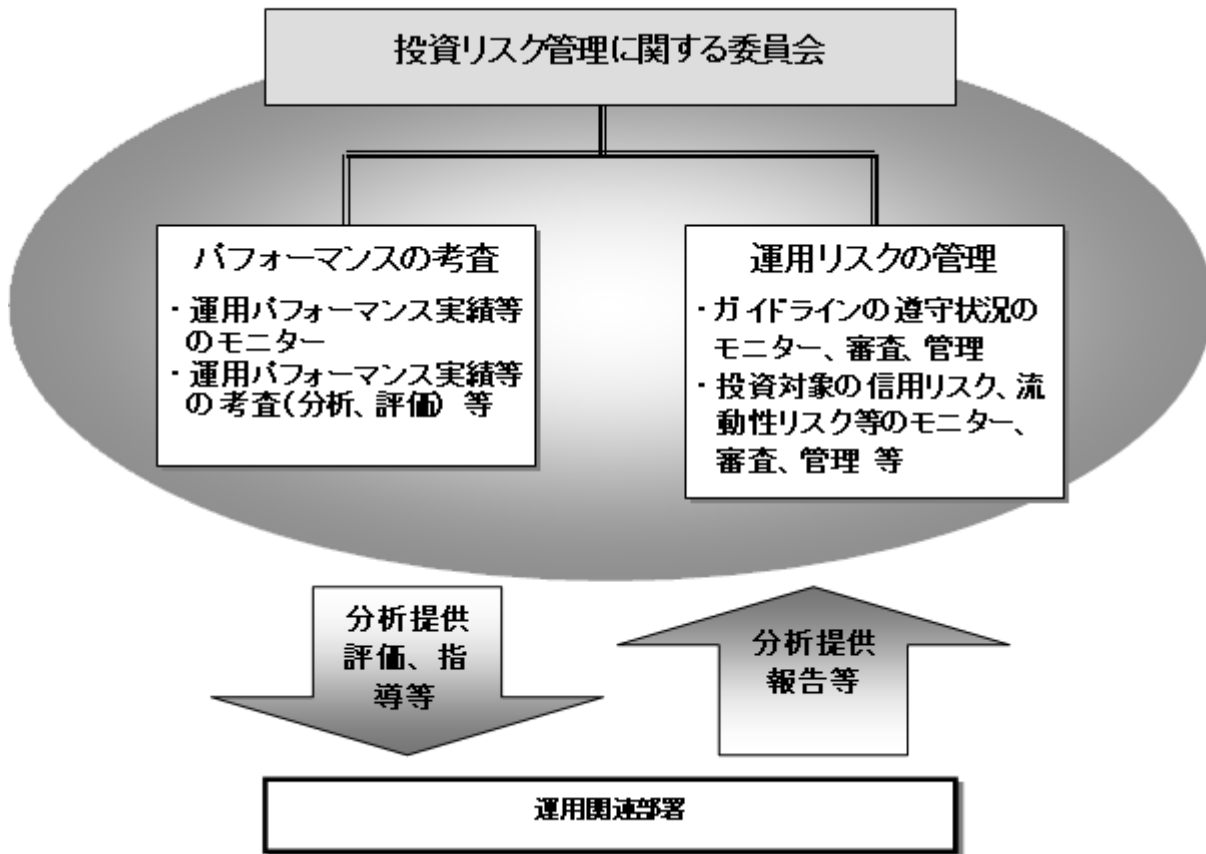 投資リスク管理に関する委員会
パフォーマンスの考査
・運用パフォーマンス実績等
のモニター
・運用パフォーマンス実績等
の考査(分析、評価) 等
運用リスクの管理
・ガイドラインの遵守状況の
モニター、審査、管理
・投資対象の信用リスク、流
動性リスク等のモニター、
審査、管理 等
分析提供
評価、指
導等
分析提供
報告等
運用関連部署